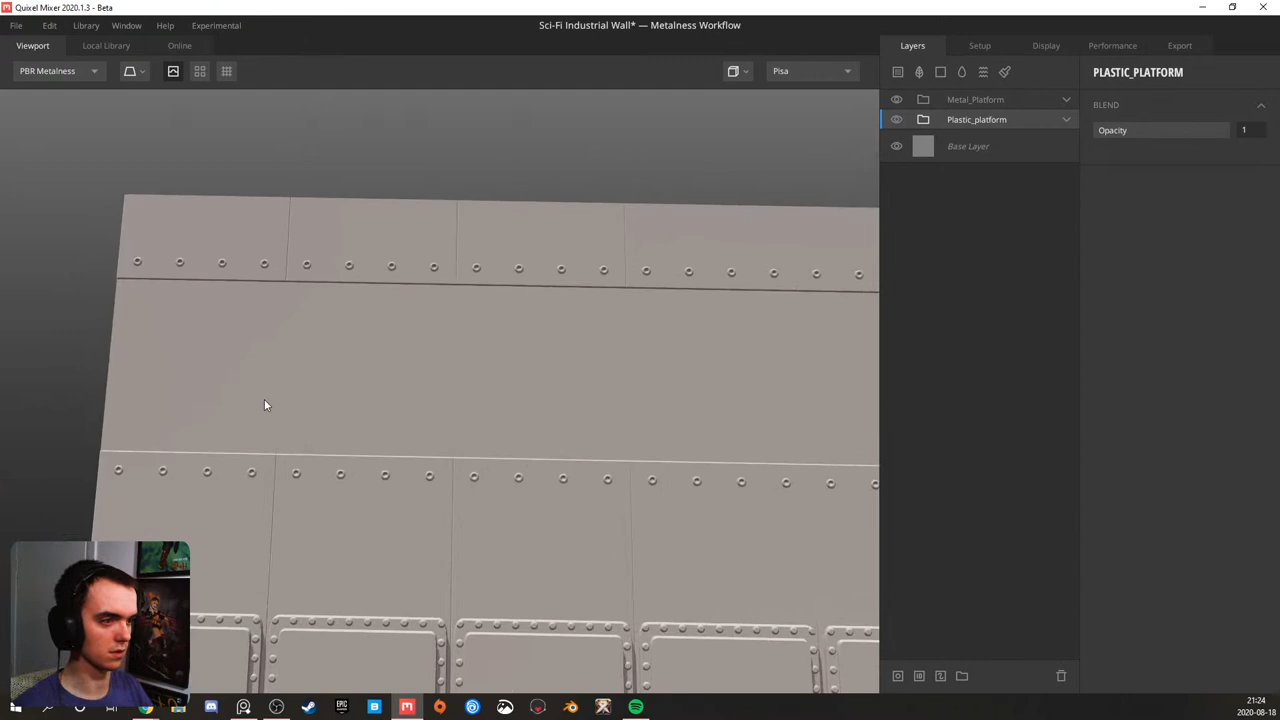 Quixel Mixer 2020.1.3 - Beta
File Edit Library Window Help Experimental
Sci-Fi Industrial Wall* — Metalness Workflow
Viewport Local Library Online
Layers Setup Display Performance Export
PBR Metalness
Pisa
PLASTIC_PLATFORM
Metal_Platform
BLEND
Plastic_platform
Opacity 1
Base Layer
EPIC
21:24
2020-08-18